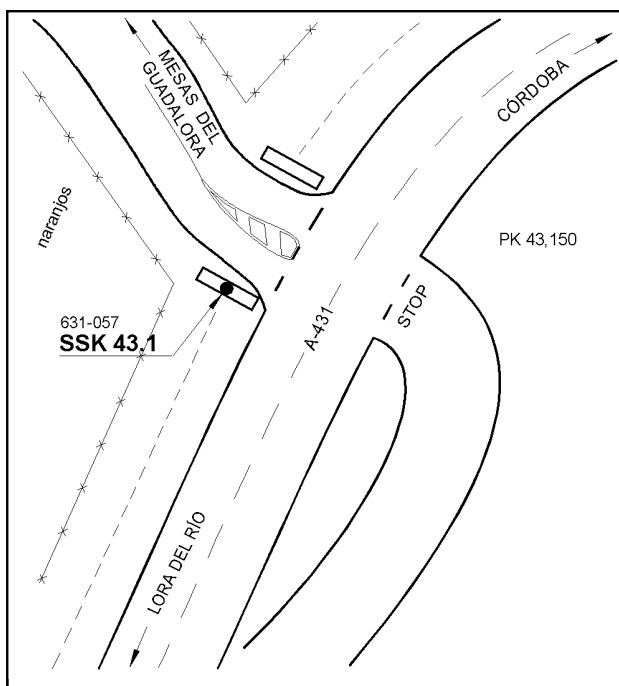 MESAS DEL
GUADALORA
CÓRDOBA
naranjos
PK 43,150
631-057
SSK 43.1
A-431
STOP
LORA DEL RÍO